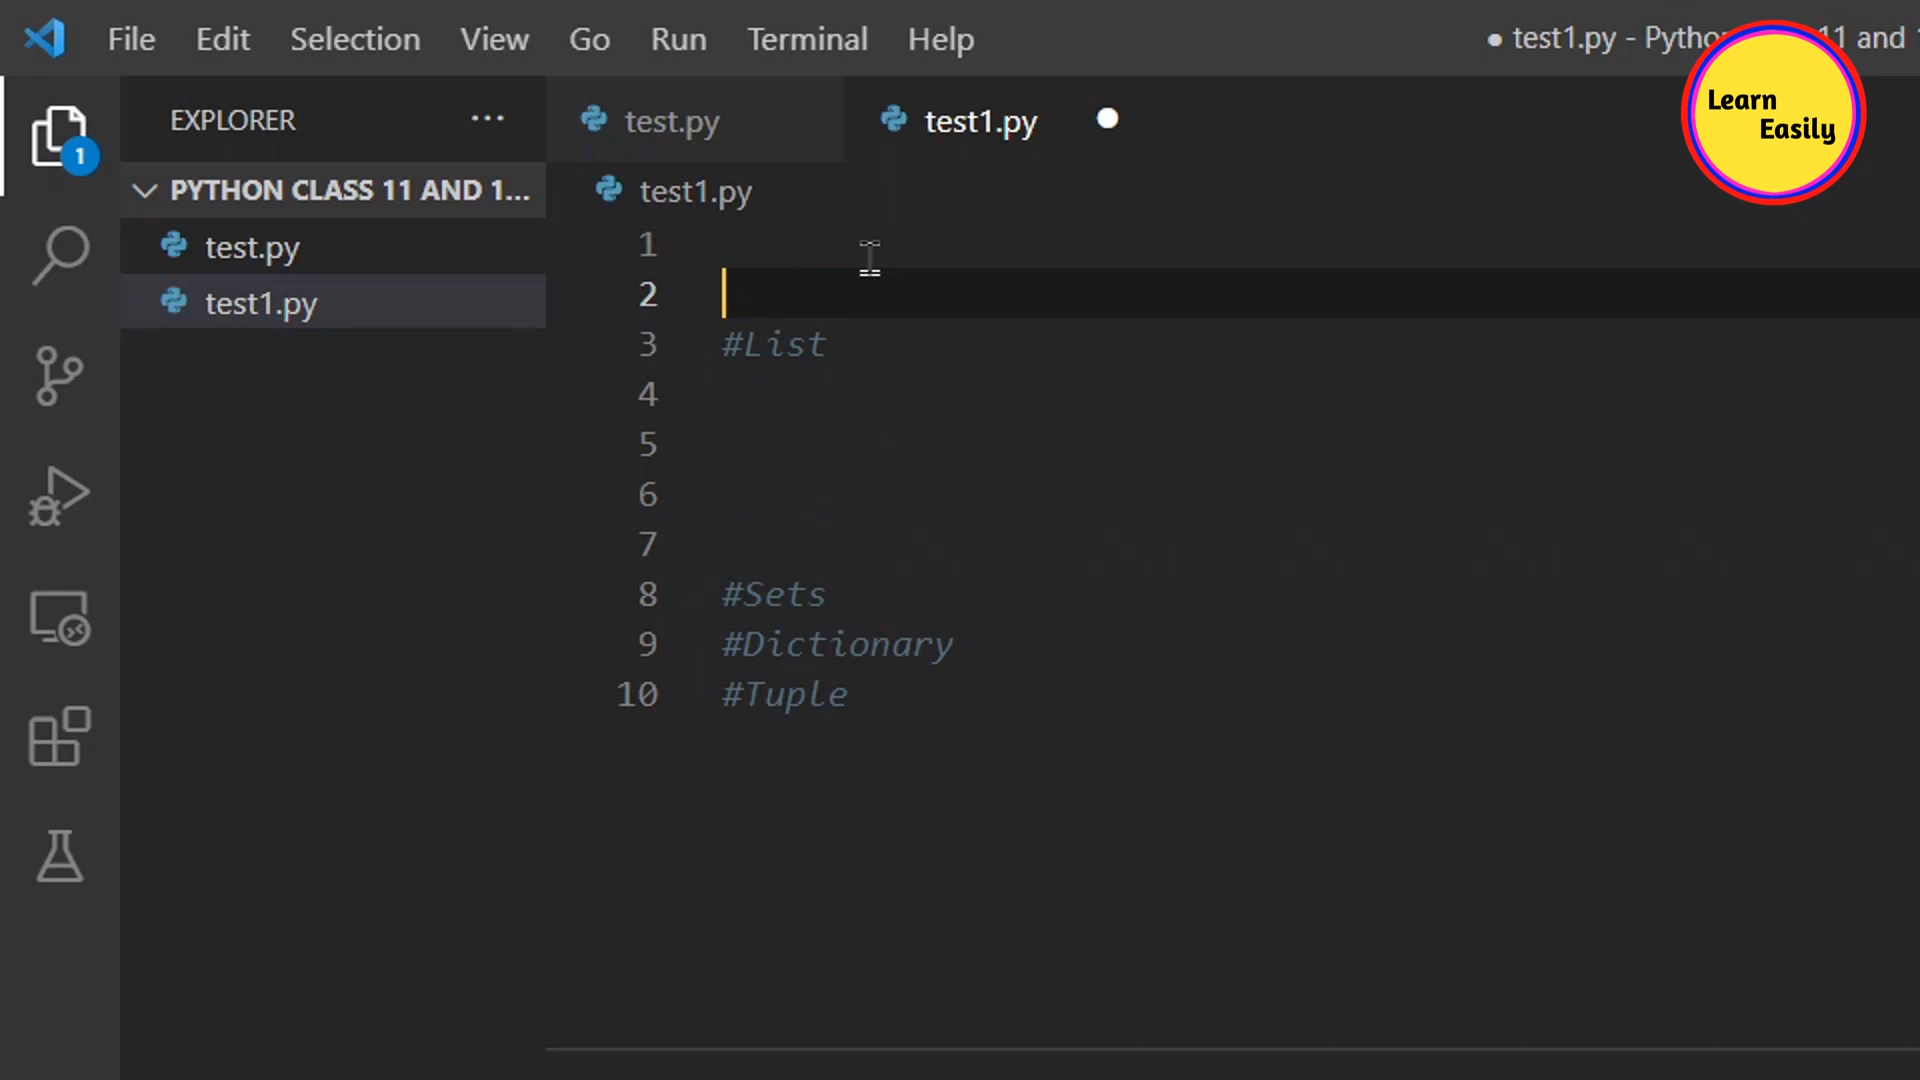 File Edit Selection View Go Run Terminal Help
● test1.py - Pytho 11 and
Learn
Easily
EXPLORER ...
test.py
test1.py
1
PYTHON CLASS 11 AND 1...
test1.py
test.py
test1.py
1
2
3 #List
4
5
6
7
8 #Sets
9 #Dictionary
10 #Tuple